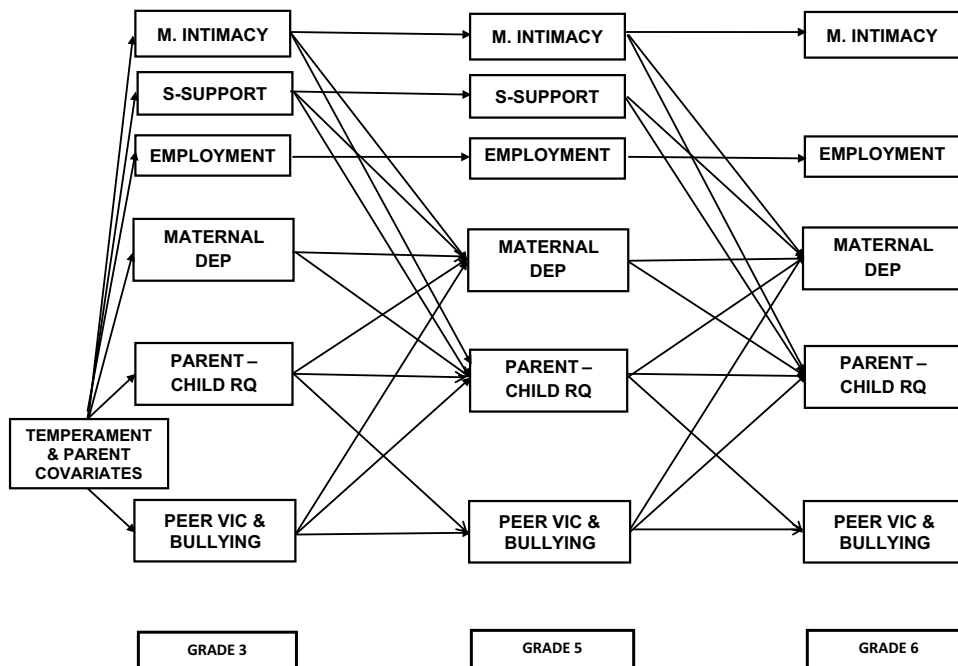 M. INTIMACY
S-SUPPORT
EMPLOYMENT
MATERNAL
DEP
PARENT –
CHILD RQ
TEMPERAMENT
& PARENT
COVARIATES
PEER VIC &
BULLYING
GRADE 3
M. INTIMACY
S-SUPPORT
EMPLOYMENT
MATERNAL
DEP
PARENT –
CHILD RQ
PEER VIC &
BULLYING
GRADE 5
M. INTIMACY
EMPLOYMENT
MATERNAL
DEP
PARENT –
CHILD RQ
PEER VIC &
BULLYING
GRADE 6